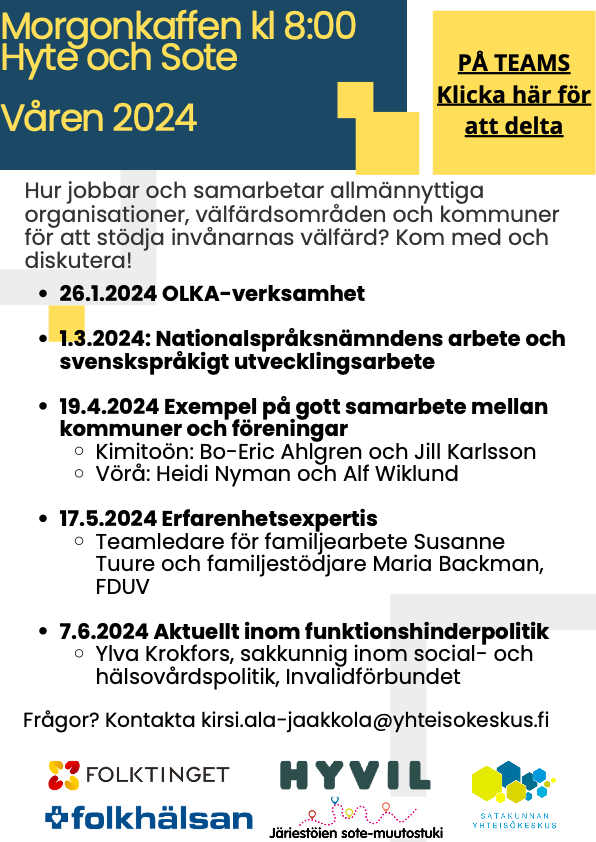 Morgonkaffen kl 8:00
Hyte och Sote
Våren 2024
PÅ TEAMS
Klicka här för
att delta
Hur jobbar och samarbetar allmännyttiga
organisationer, välfärdsområden och kommuner
för att stödja invånarnas välfärd? Kom med och
diskutera!
• 26.1.2024 OLKA-verksamhet
• 1.3.2024: Nationalspråksnämndens arbete och
svenskspråkigt utvecklingsarbete
• 19.4.2024 Exempel på gott samarbete mellan
kommuner och föreningar
○ Kimitoön: Bo-Eric Ahlgren och Jill Karlsson
○ Vörå: Heidi Nyman och Alf Wiklund
• 17.5.2024 Erfarenhetsexpertis
○ Teamledare för familjearbete Susanne
Tuure och familjestödjare Maria Backman,
FDUV
• 7.6.2024 Aktuellt inom funktionshinderpolitik
○ Ylva Krokfors, sakkunnig inom social- och
hälsovårdspolitik, Invalidförbundet
Frågor? Kontakta kirsi.ala-jaakkola@yhteisokeskus.fi
FOLKTINGET
HYVIL
folkhälsan
Järjestöjen sote-muutostuki
SATAKUNNAN
YHTEISÖKESKUS